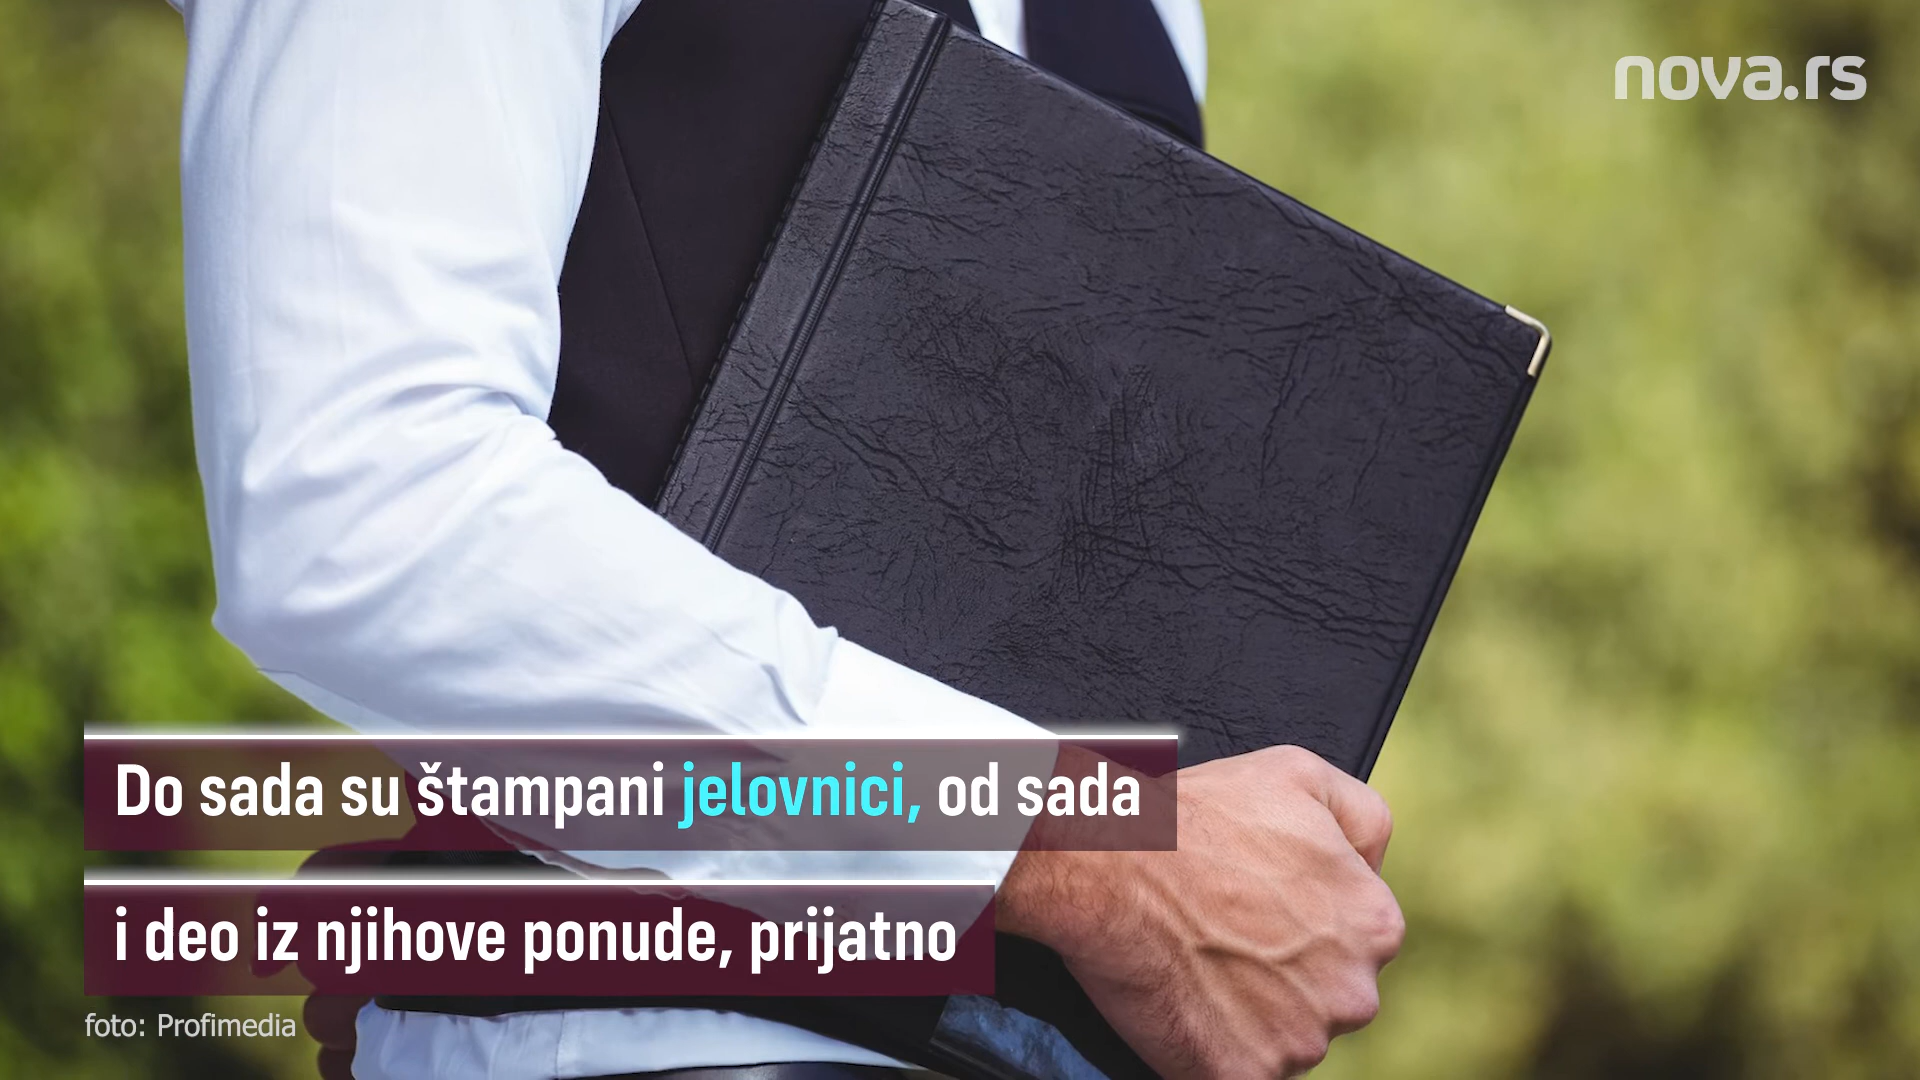 nova.rs
Do sada su štampani jelovnici, od sada
i deo iz njihove ponude, prijatno
foto: Profimedia